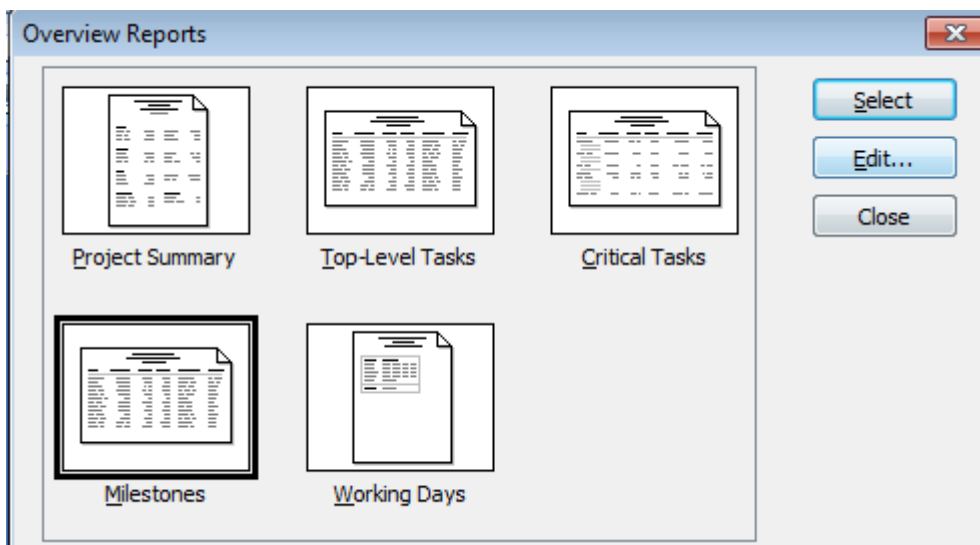 Overview Reports
Select
Edit...
Close
Project Summary
Top-Level Tasks
Critical Tasks
Milestones
Working Days